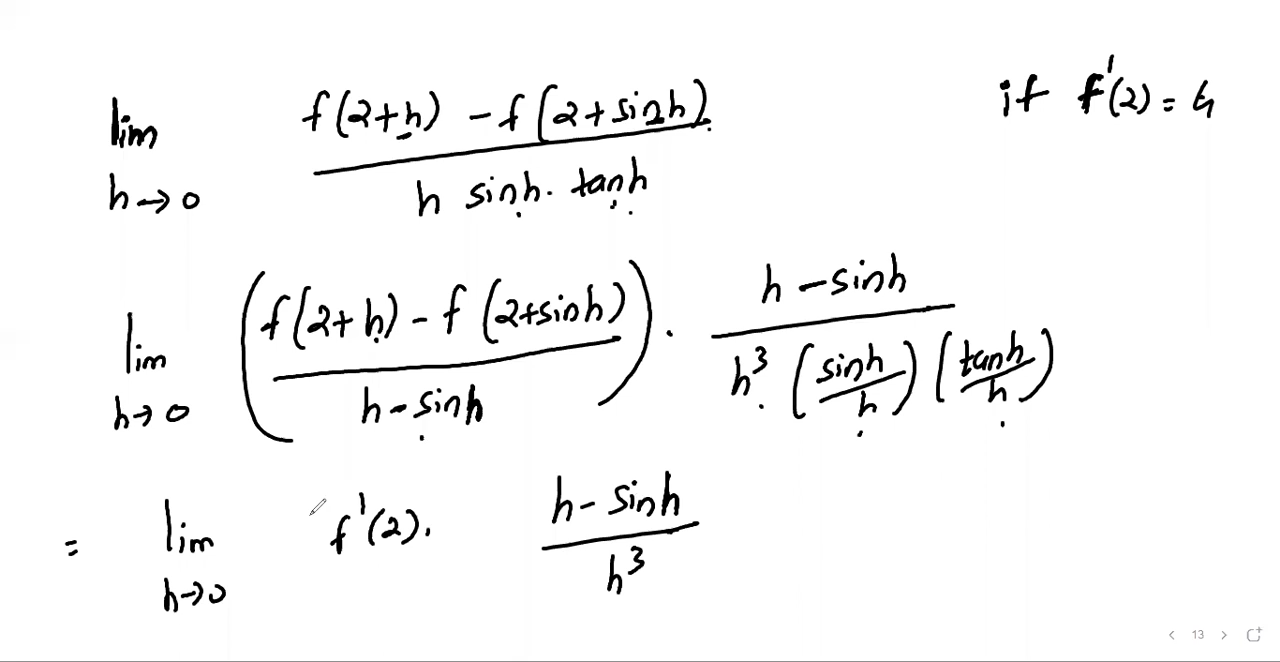 lim h→0 f(2+h) - f(2+sinh) / h sinh. tanh if f'(2) = 4
lim h→0 (f(2+h) - f(2+sinh) / h - sinh) . h - sinh / h³ (sinh / h) (tanh / h)
= lim h→0 f'(2). h - sinh / h³
13